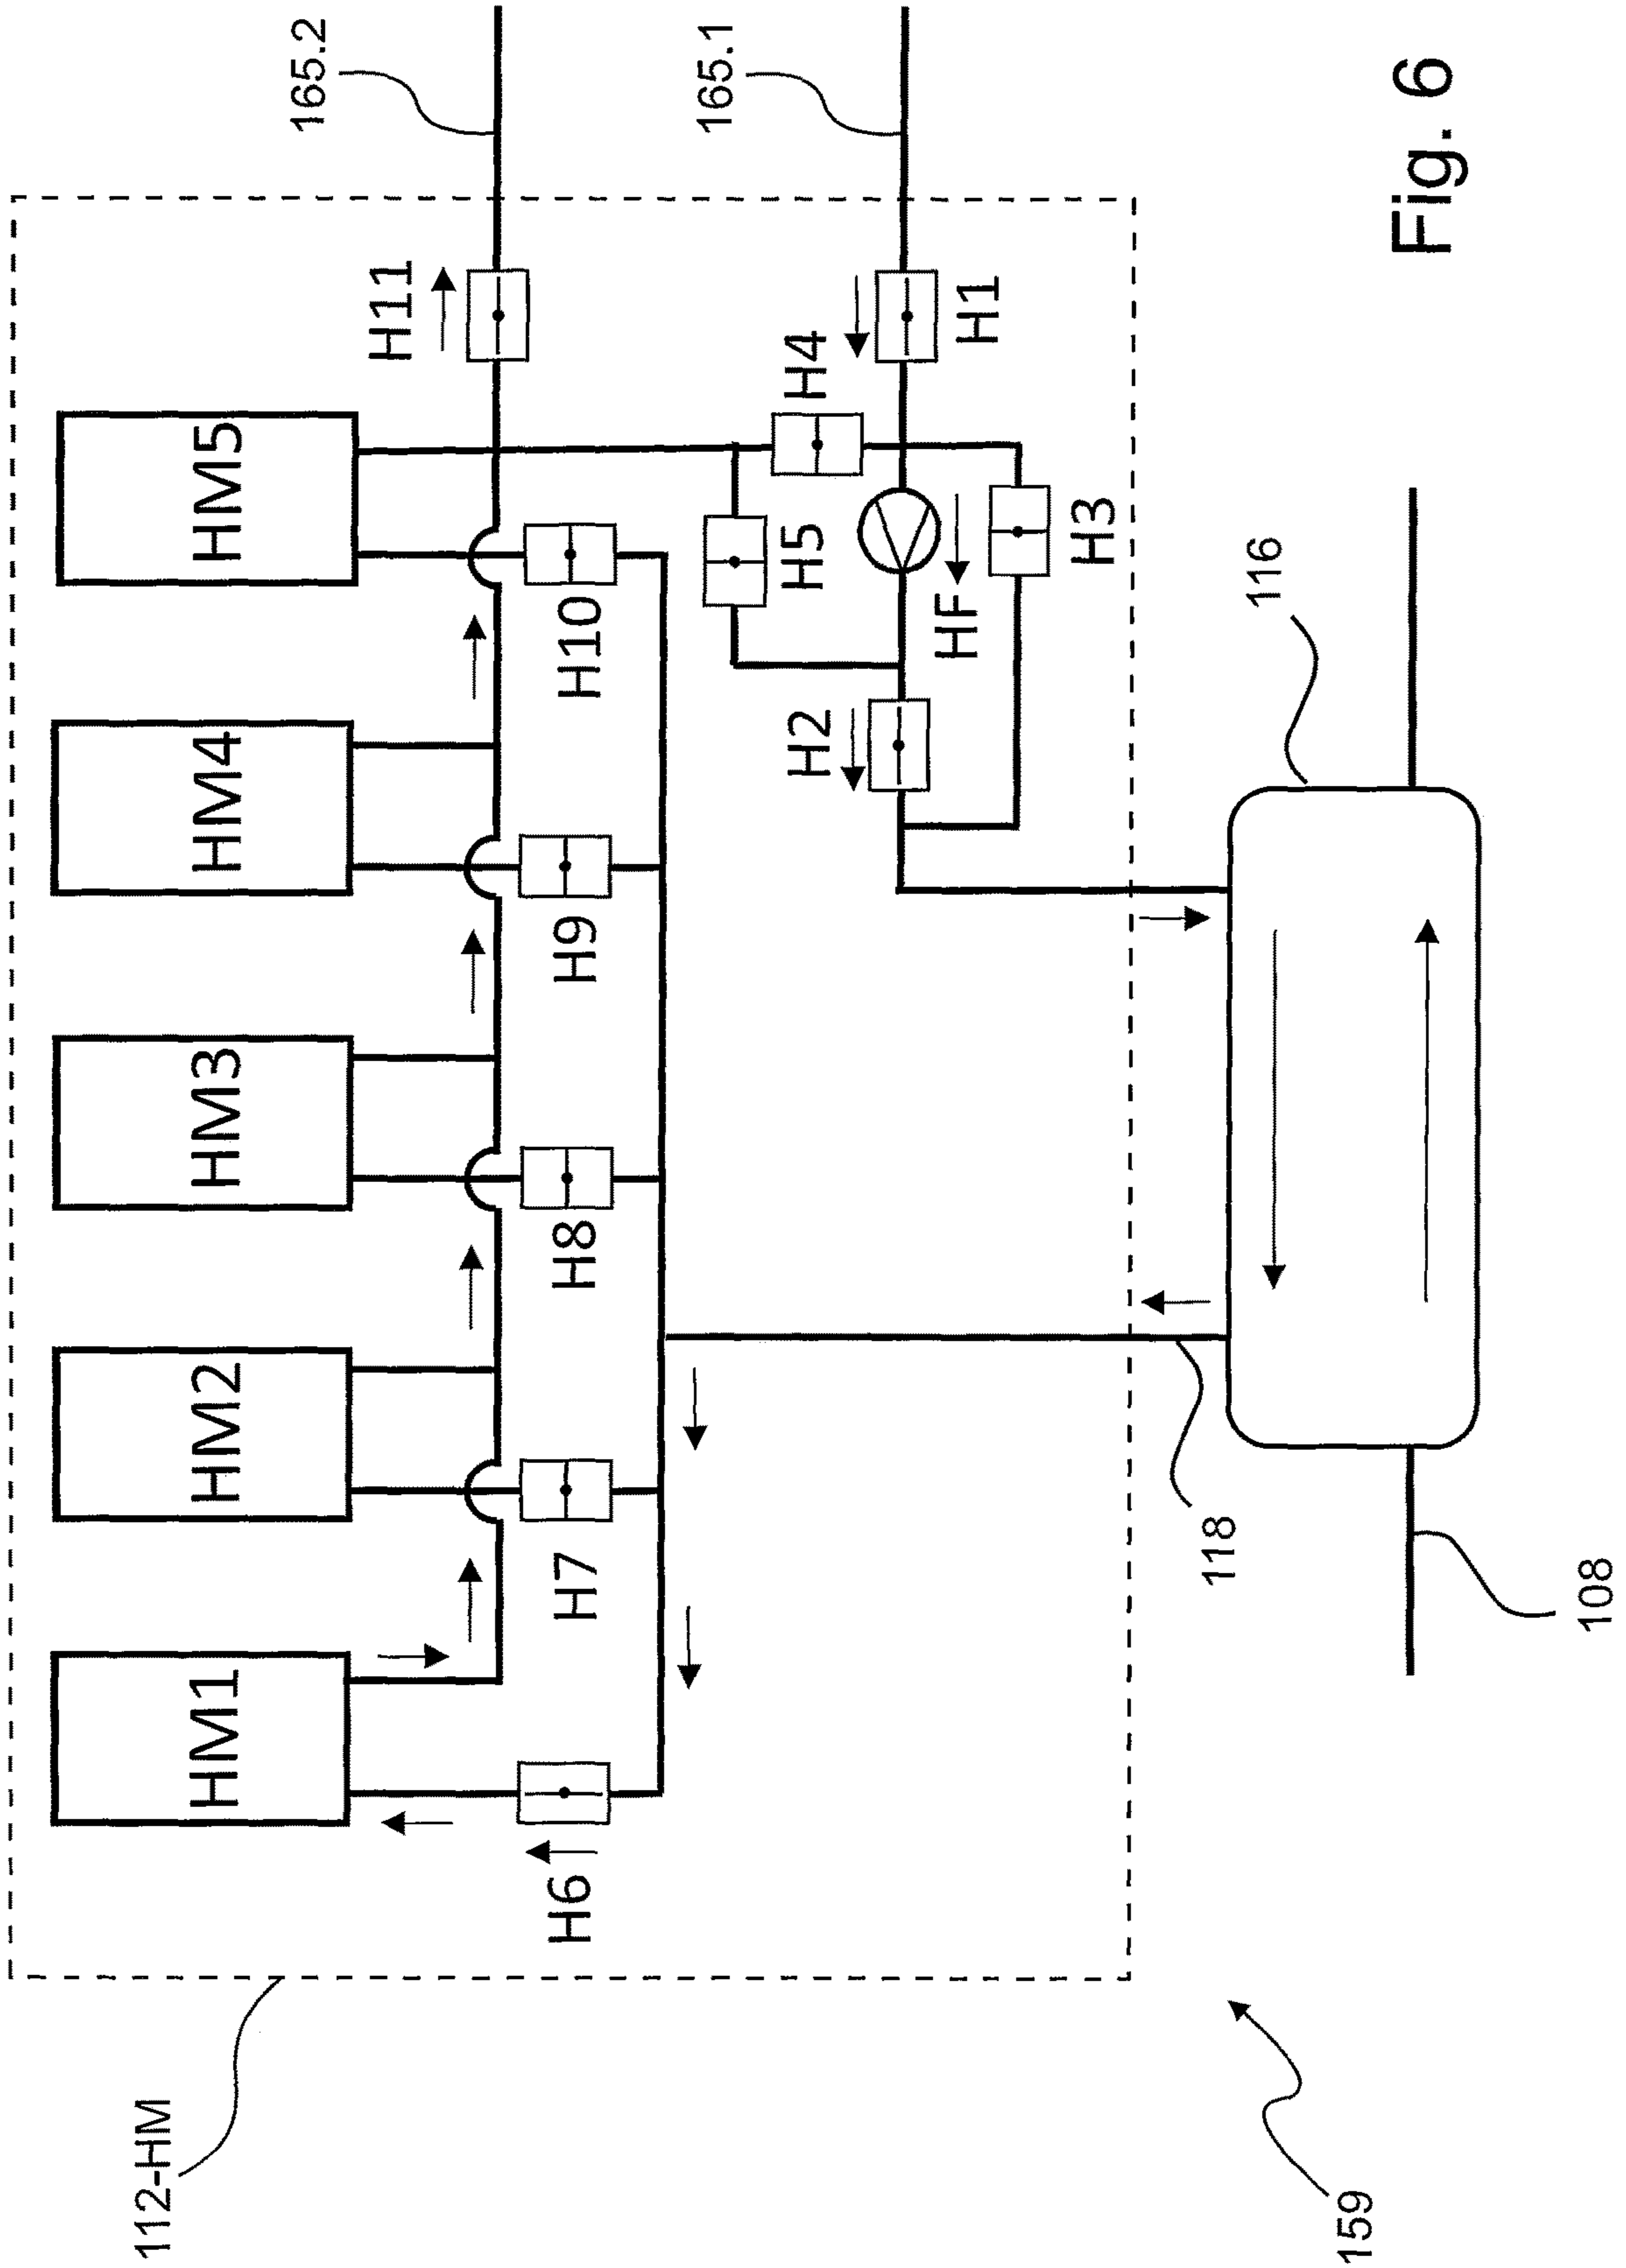 112-HM
HM1
HM2
HM3
HM4
HM5
165.2
H11
H6
H7
H8
H9
H10
165.1
H5
H4
H2
HF
H1
H3
159
118
116
108
Fig. 6